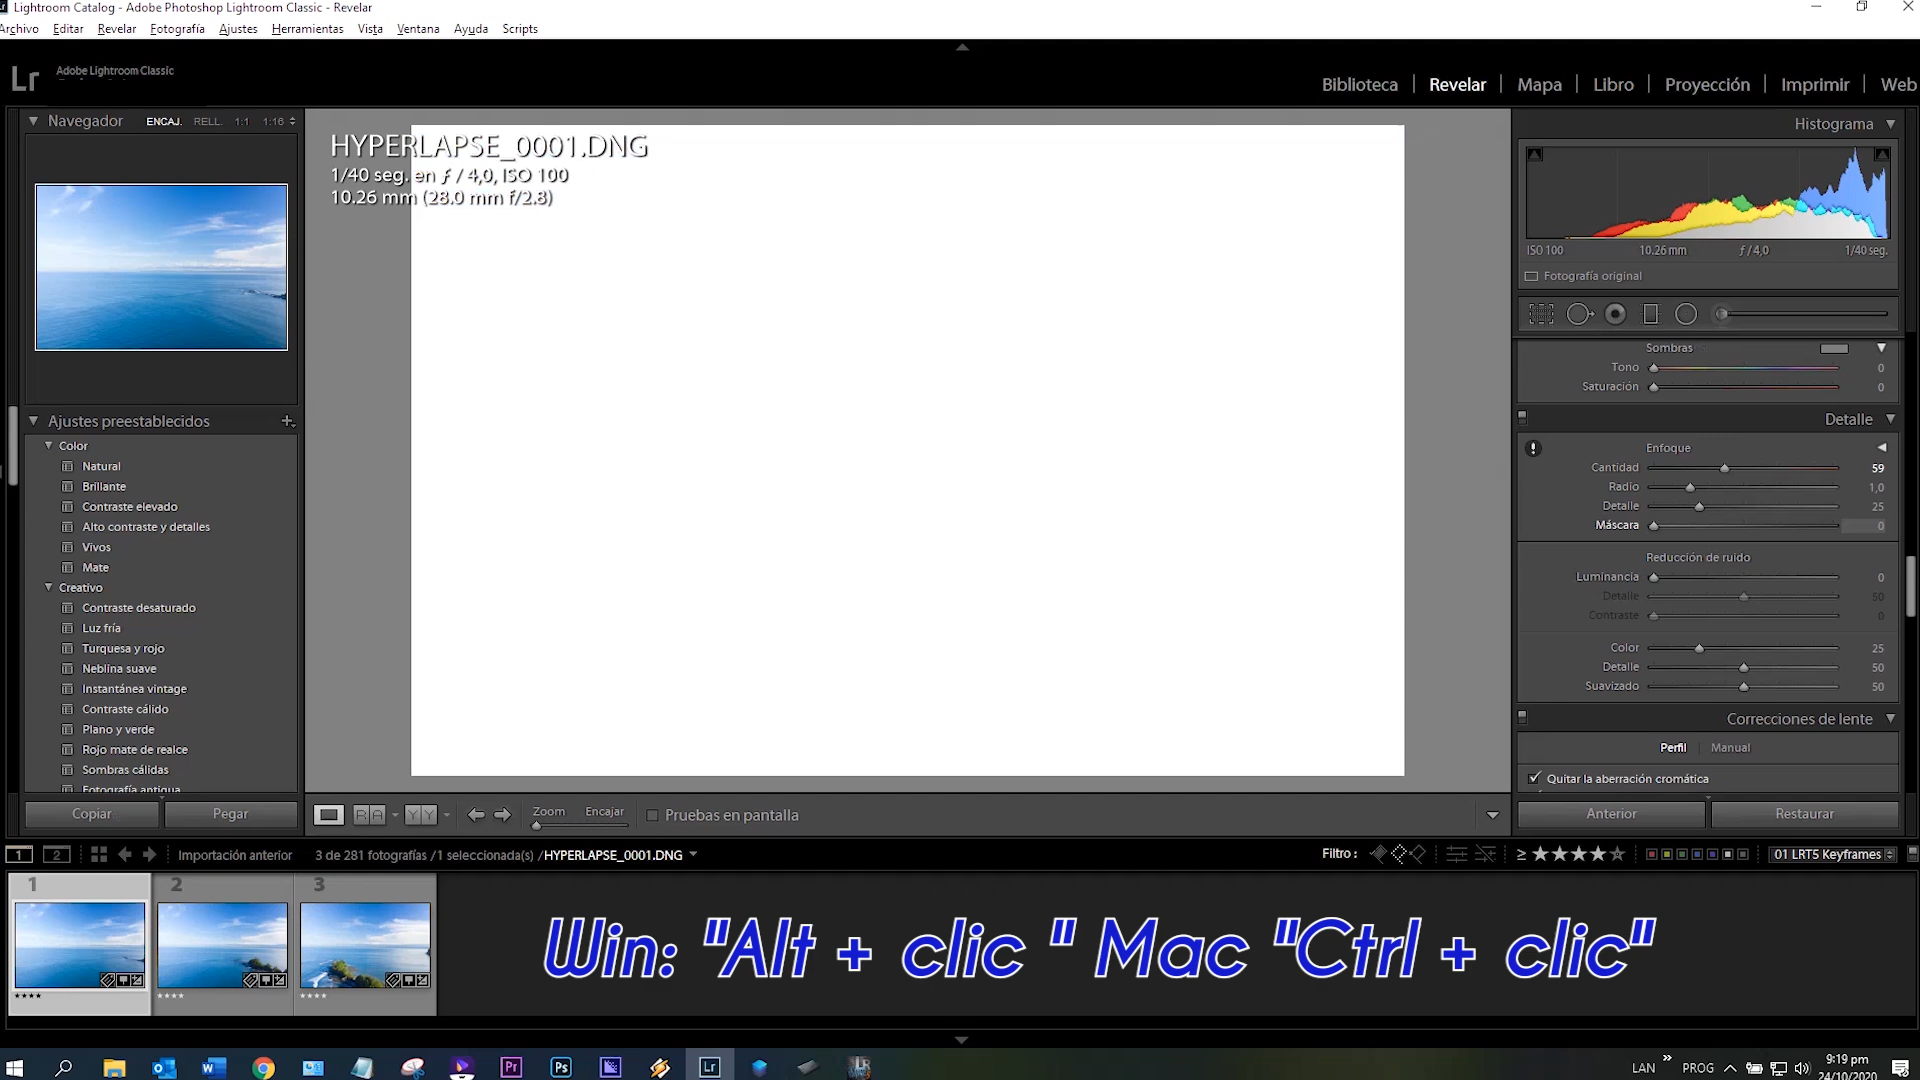 Lightroom Catalog - Adobe Photoshop Lightroom Classic - Revelar
Archivo Editar Revelar Fotografía Ajustes Herramientas Vista Ventana Ayuda Scripts
Lr Adobe Lightroom Classic
Biblioteca | Revelar | Mapa | Libro | Proyección | Imprimir | Web
Navegador ENCAJ. RELL. 1:1 1:16
HYPERLAPSE_0001.DNG
1/40 seg. en ƒ / 4,0, ISO 100
10.26 mm (28.0 mm f/2.8)
Ajustes preestablecidos
Color
Natural
Brillante
Contraste elevado
Alto contraste y detalles
Vivos
Mate
Creativo
Contraste desaturado
Luz fría
Turquesa y rojo
Neblina suave
Instantánea vintage
Contraste cálido
Plano y verde
Rojo mate de realce
Sombras cálidas
Fotografía antigua
Copiar Pegar
Histograma
ISO 100 10.26 mm ƒ / 4,0 1/40 seg.
Fotografía original
Sombras
Tono 0
Saturación 0
Detalle
Enfoque
Cantidad 59
Radio 1,0
Detalle 25
Máscara 0
Reducción de ruido
Luminancia 0
Detalle 50
Contraste 0
Color 25
Detalle 50
Suavizado 50
Correcciones de lente
Perfil | Manual
Quitar la aberración cromática
Anterior Restaurar
R A Y Y Zoom Encajar Pruebas en pantalla
1 2 Importación anterior 3 de 281 fotografías /1 seleccionada(s) /HYPERLAPSE_0001.DNG Filtro : ≥ ★★★★★ 01 LRT5 Keyframes
1 2 3
Win: "Alt + clic " Mac "Ctrl + clic"
W Pr Ps Lr LAN PROG 9:19 pm
24/10/2020